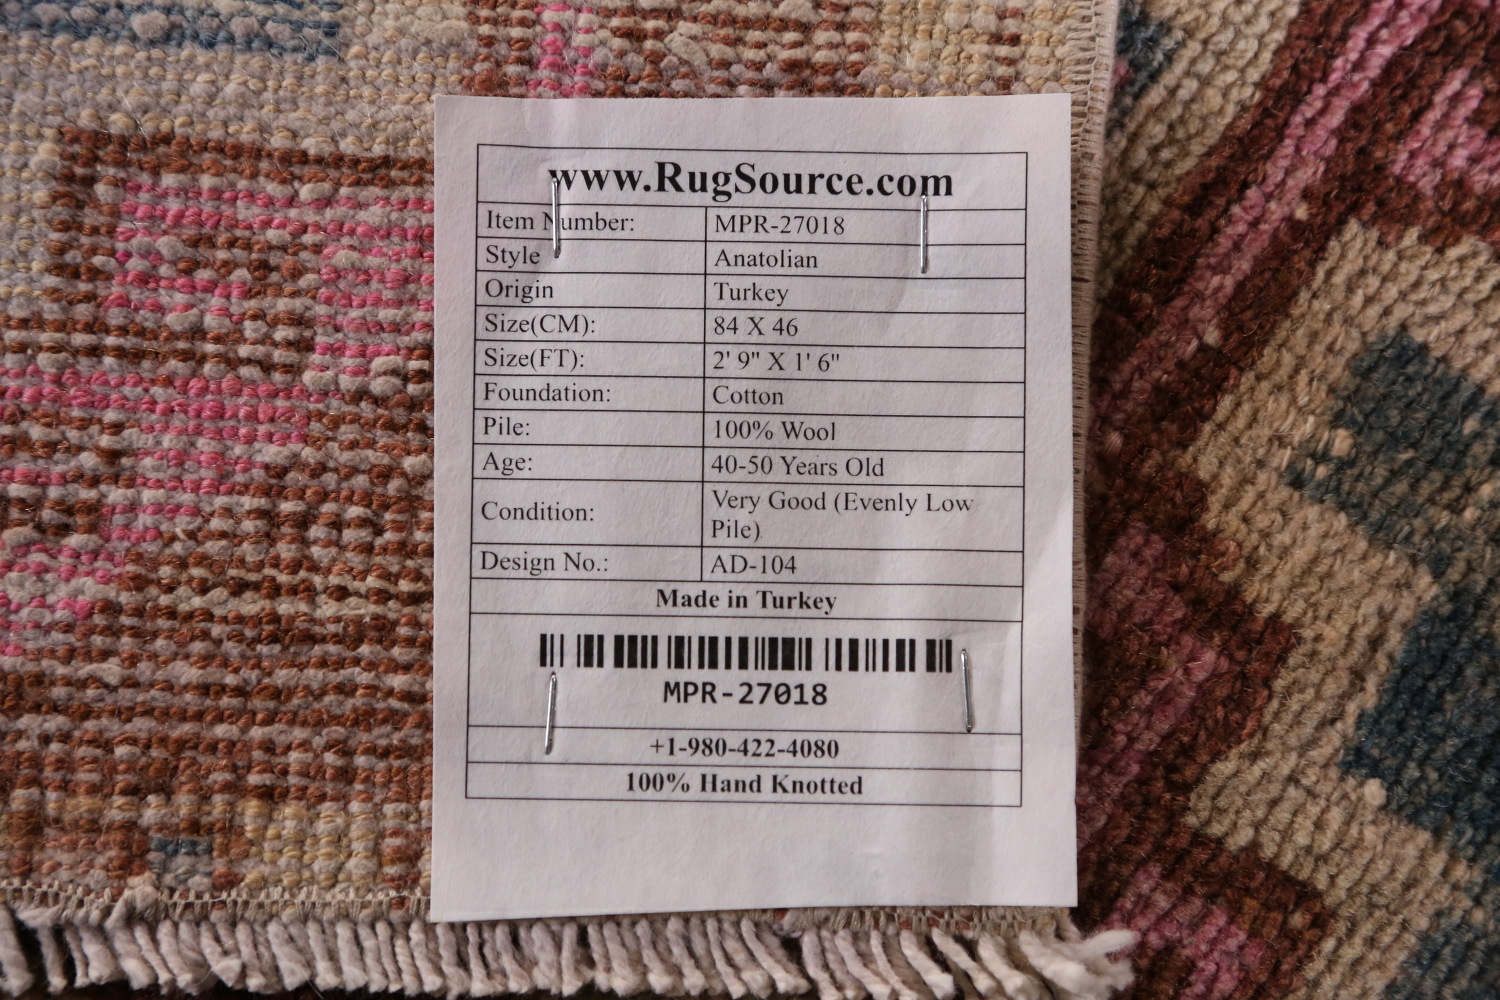 www.RugSource.com
Item Number: MPR-27018
Style Anatolian
Origin Turkey
Size(CM): 84 X 46
Size(FT): 2' 9" X 1' 6"
Foundation: Cotton
Pile: 100% Wool
Age: 40-50 Years Old
Condition: Very Good (Evenly Low
Pile)
Design No.: AD-104
Made in Turkey
MPR-27018
+1-980-422-4080
100% Hand Knotted